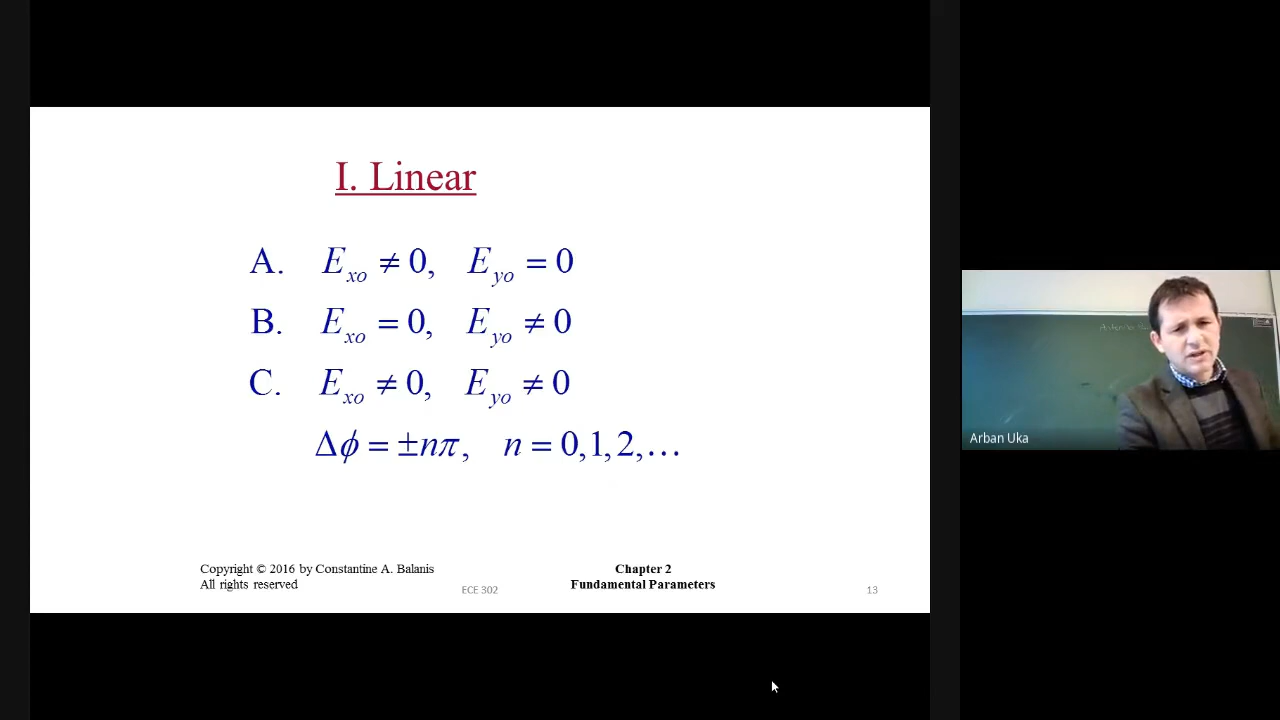 I. Linear
A. E_xo ≠ 0, E_yo = 0
B. E_xo = 0, E_yo ≠ 0
C. E_xo ≠ 0, E_yo ≠ 0
Δϕ = ±nπ, n = 0,1,2,…
Copyright © 2016 by Constantine A. Balanis
All rights reserved
ECE 302
Chapter 2
Fundamental Parameters
13
Arban Uka